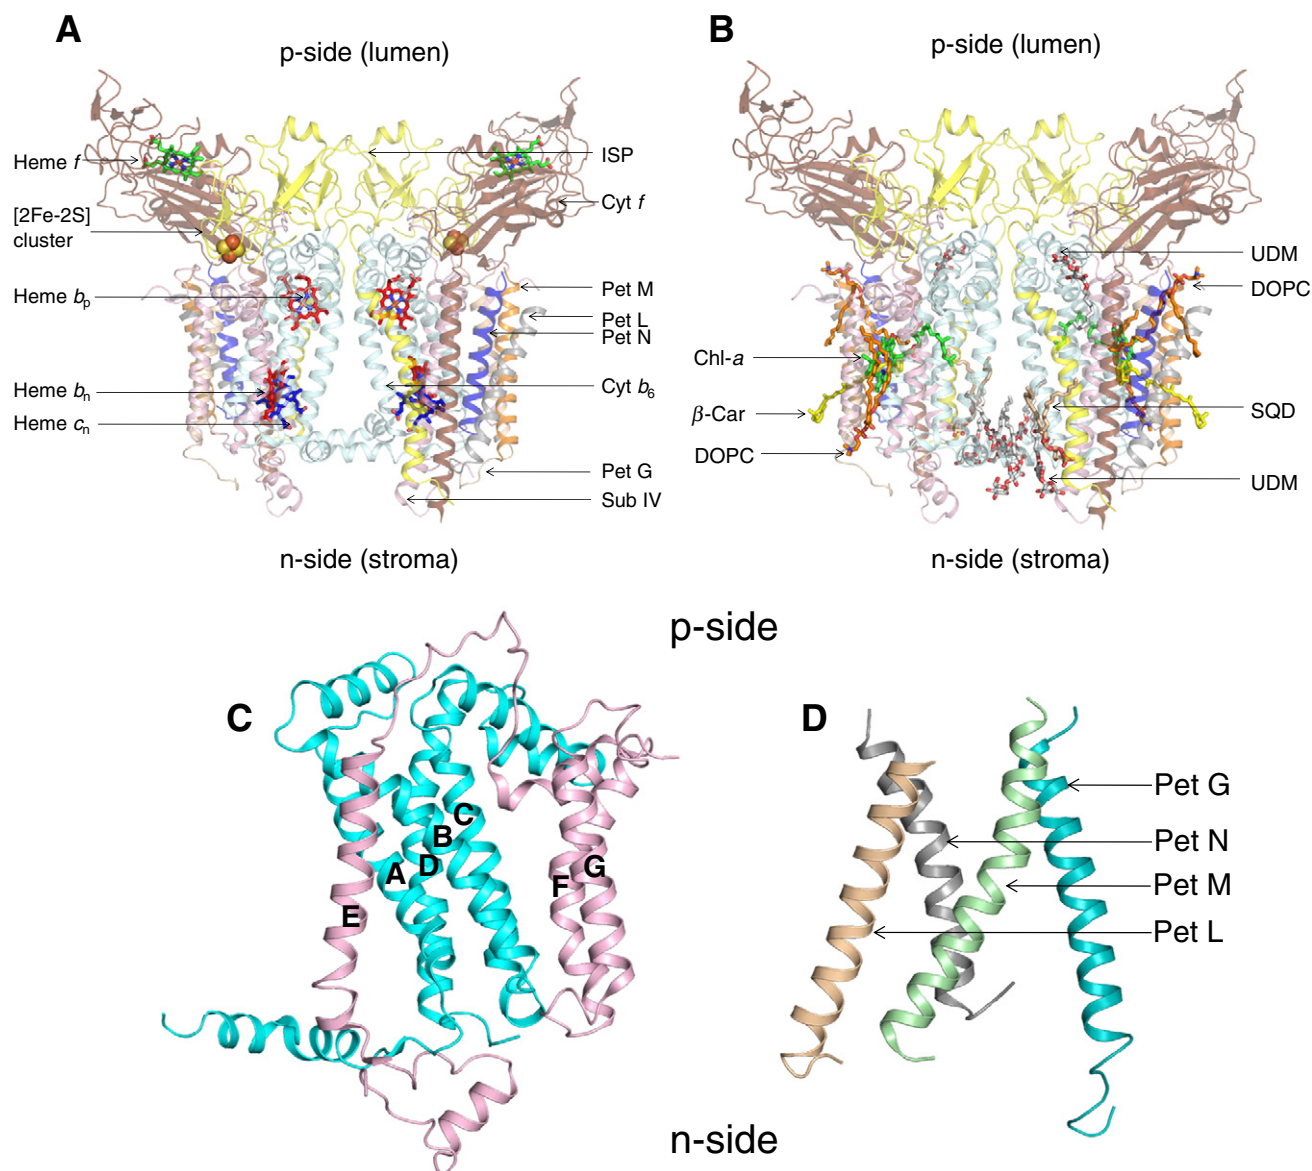 A
p-side (lumen)
Heme f
[2Fe-2S]
cluster
Heme bp
Heme bn
Heme cn
ISP
Cyt f
Pet M
Pet L
Pet N
Cyt b6
Pet G
Sub IV
n-side (stroma)
B
p-side (lumen)
Chl-a
β-Car
DOPC
UDM
DOPC
SQD
UDM
n-side (stroma)
p-side
C
A
B
C
D
E
F
G
D
Pet G
Pet N
Pet M
Pet L
n-side